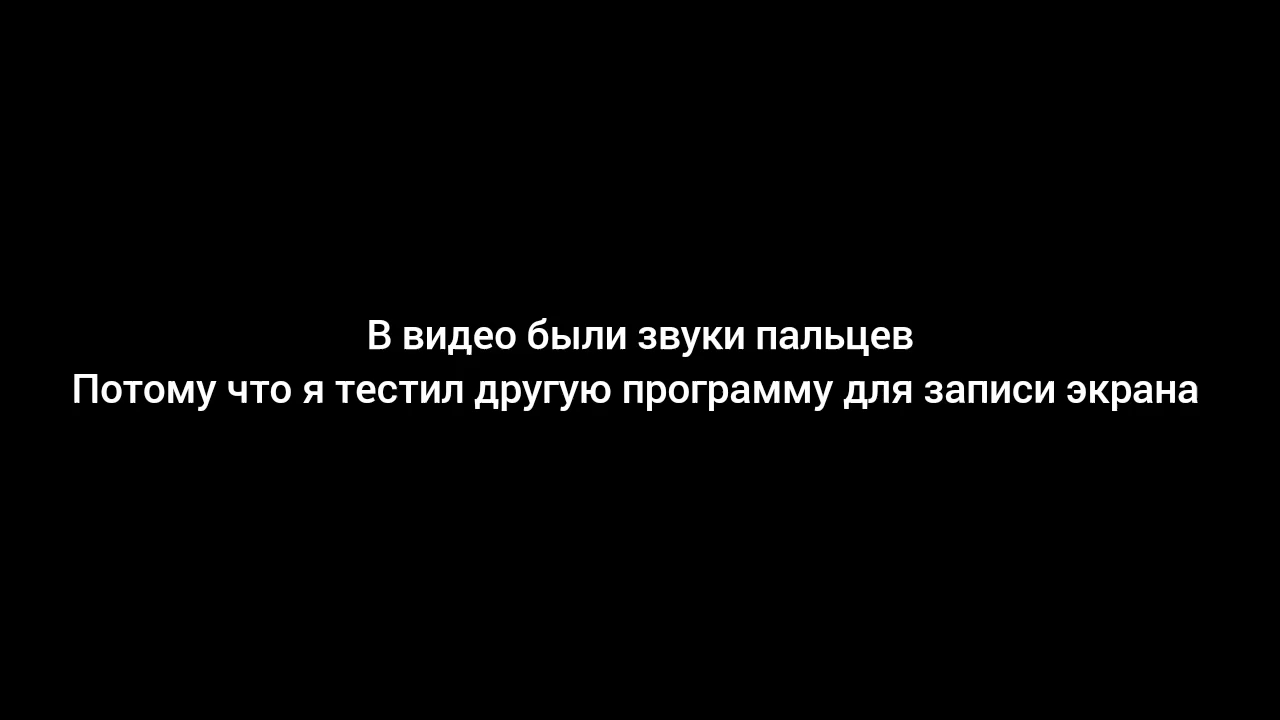 В видео были звуки пальцев
Потому что я тестил другую программу для записи экрана